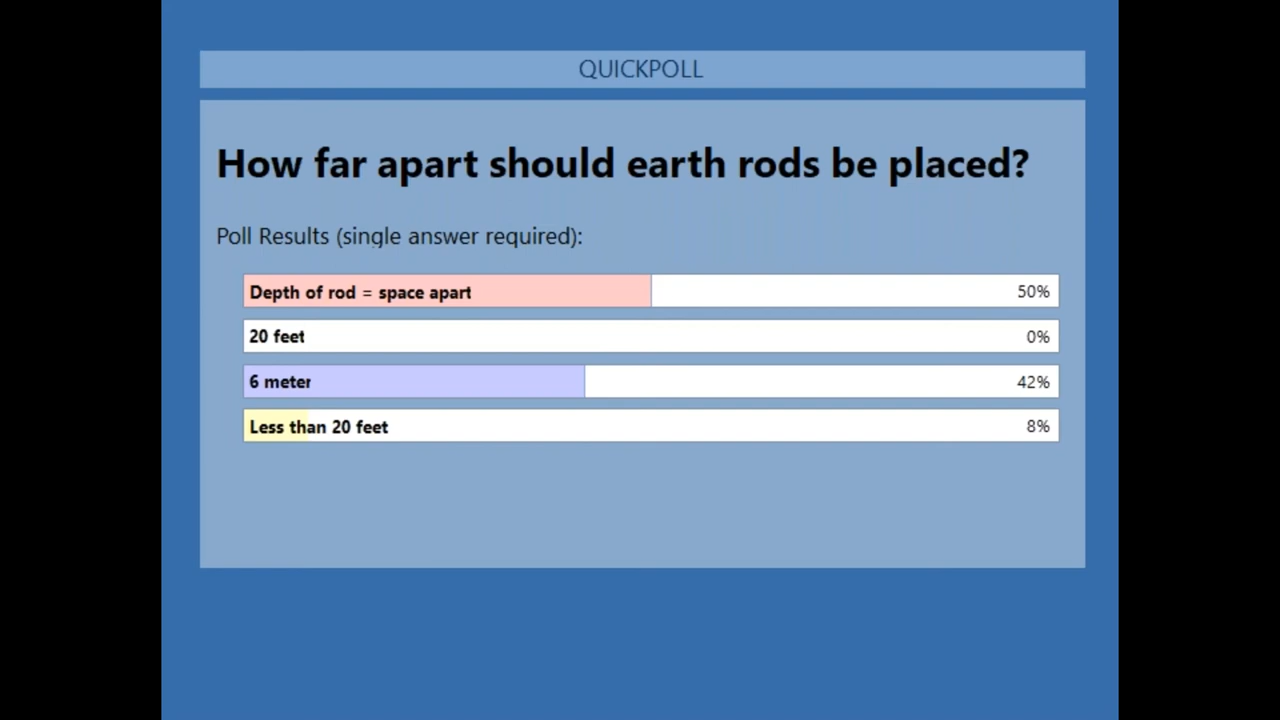 QUICKPOLL
How far apart should earth rods be placed?
Poll Results (single answer required):
Depth of rod = space apart 50%
20 feet 0%
6 meter 42%
Less than 20 feet 8%